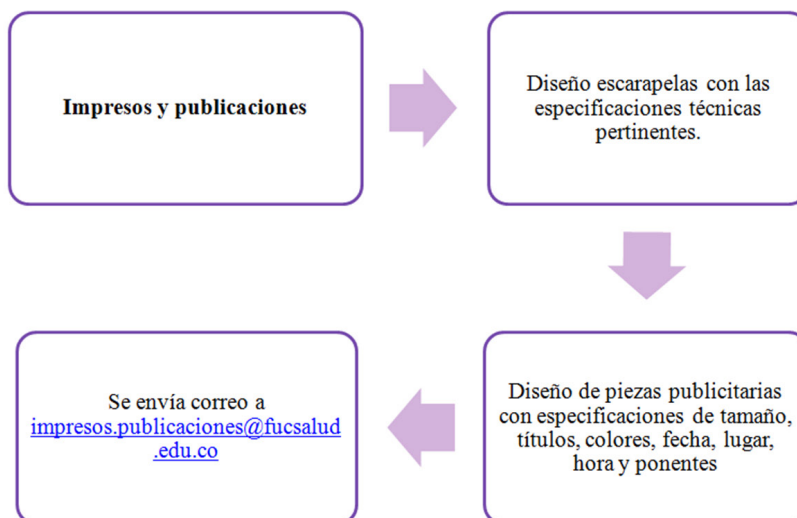 Impresos y publicaciones
Diseño escarapelas con las
especificaciones técnicas
pertinentes.
Diseño de piezas publicitarias
con especificaciones de tamaño,
títulos, colores, fecha, lugar,
hora y ponentes
Se envía correo a
impresos.publicaciones@fucsalud
.edu.co